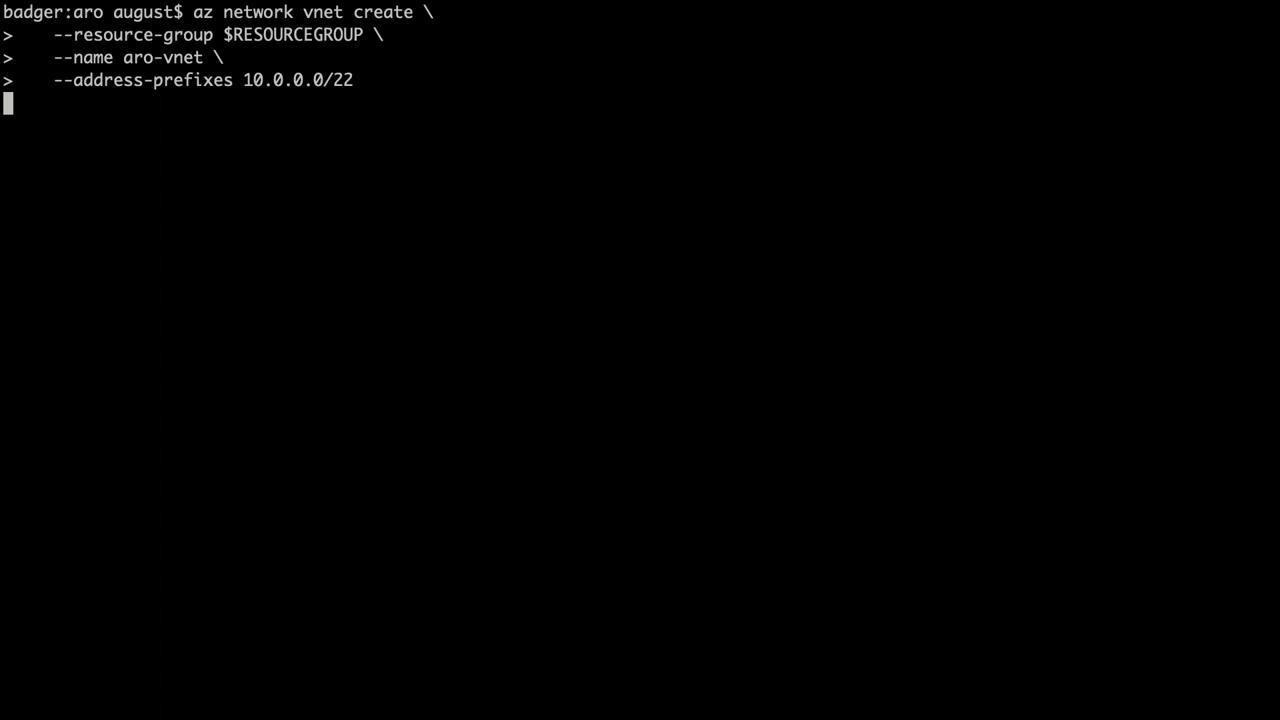 badger:aro august$ az network vnet create \
>    --resource-group $RESOURCEGROUP \
>    --name aro-vnet \
>    --address-prefixes 10.0.0.0/22